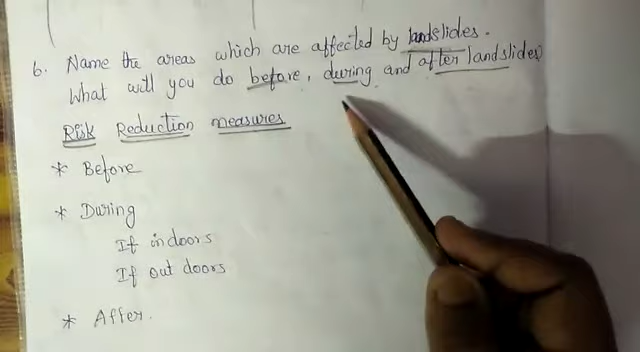 6. Name the areas which are affected by landslides.
What will you do before, during and after landslides?
Risk Reduction measures
* Before
* During
If indoors
If out doors
* After.